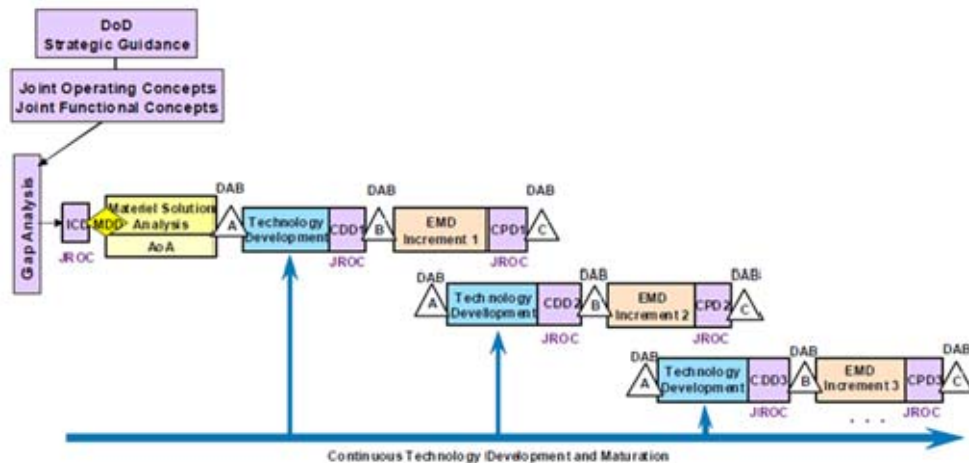 DoD
Strategic Guidance
Joint Operating Concepts
Joint Functional Concepts
Gap Analysis
ICD
JROC
MDD
Materiel Solution
Analysis
AoA
DAB
A
Technology
Development
CDD1
JROC
DAB
B
EMD
Increment 1
CPD1
JROC
DAB
C
DAB
A
Technology
Development
CDD2
JROC
DAB
B
EMD
Increment 2
CPD2
JROC
DAB
C
DAB
A
Technology
Development
CDD3
JROC
DAB
B
EMD
Increment 3
CPD3
JROC
DAB
C
. . .
Continuous Technology Development and Maturation